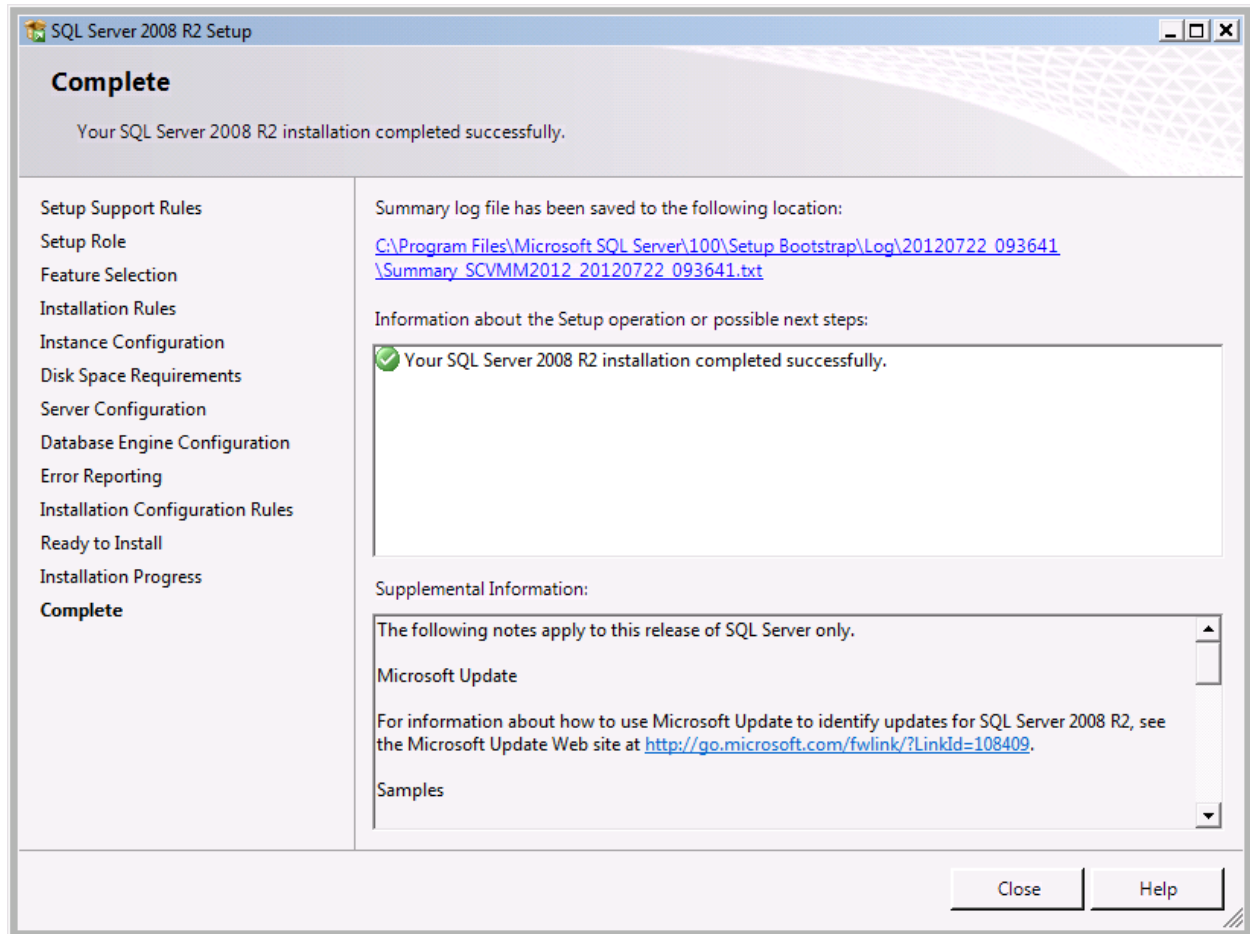 SQL Server 2008 R2 Setup
Complete
Your SQL Server 2008 R2 installation completed successfully.
Setup Support Rules
Setup Role
Feature Selection
Installation Rules
Instance Configuration
Disk Space Requirements
Server Configuration
Database Engine Configuration
Error Reporting
Installation Configuration Rules
Ready to Install
Installation Progress
Complete
Summary log file has been saved to the following location:
C:\Program Files\Microsoft SQL Server\100\Setup Bootstrap\Log\20120722_093641
\Summary_SCVMM2012_20120722_093641.txt
Information about the Setup operation or possible next steps:
Your SQL Server 2008 R2 installation completed successfully.
Supplemental Information:
The following notes apply to this release of SQL Server only.
Microsoft Update
For information about how to use Microsoft Update to identify updates for SQL Server 2008 R2, see
the Microsoft Update Web site at http://go.microsoft.com/fwlink/?LinkId=108409.
Samples
Close
Help